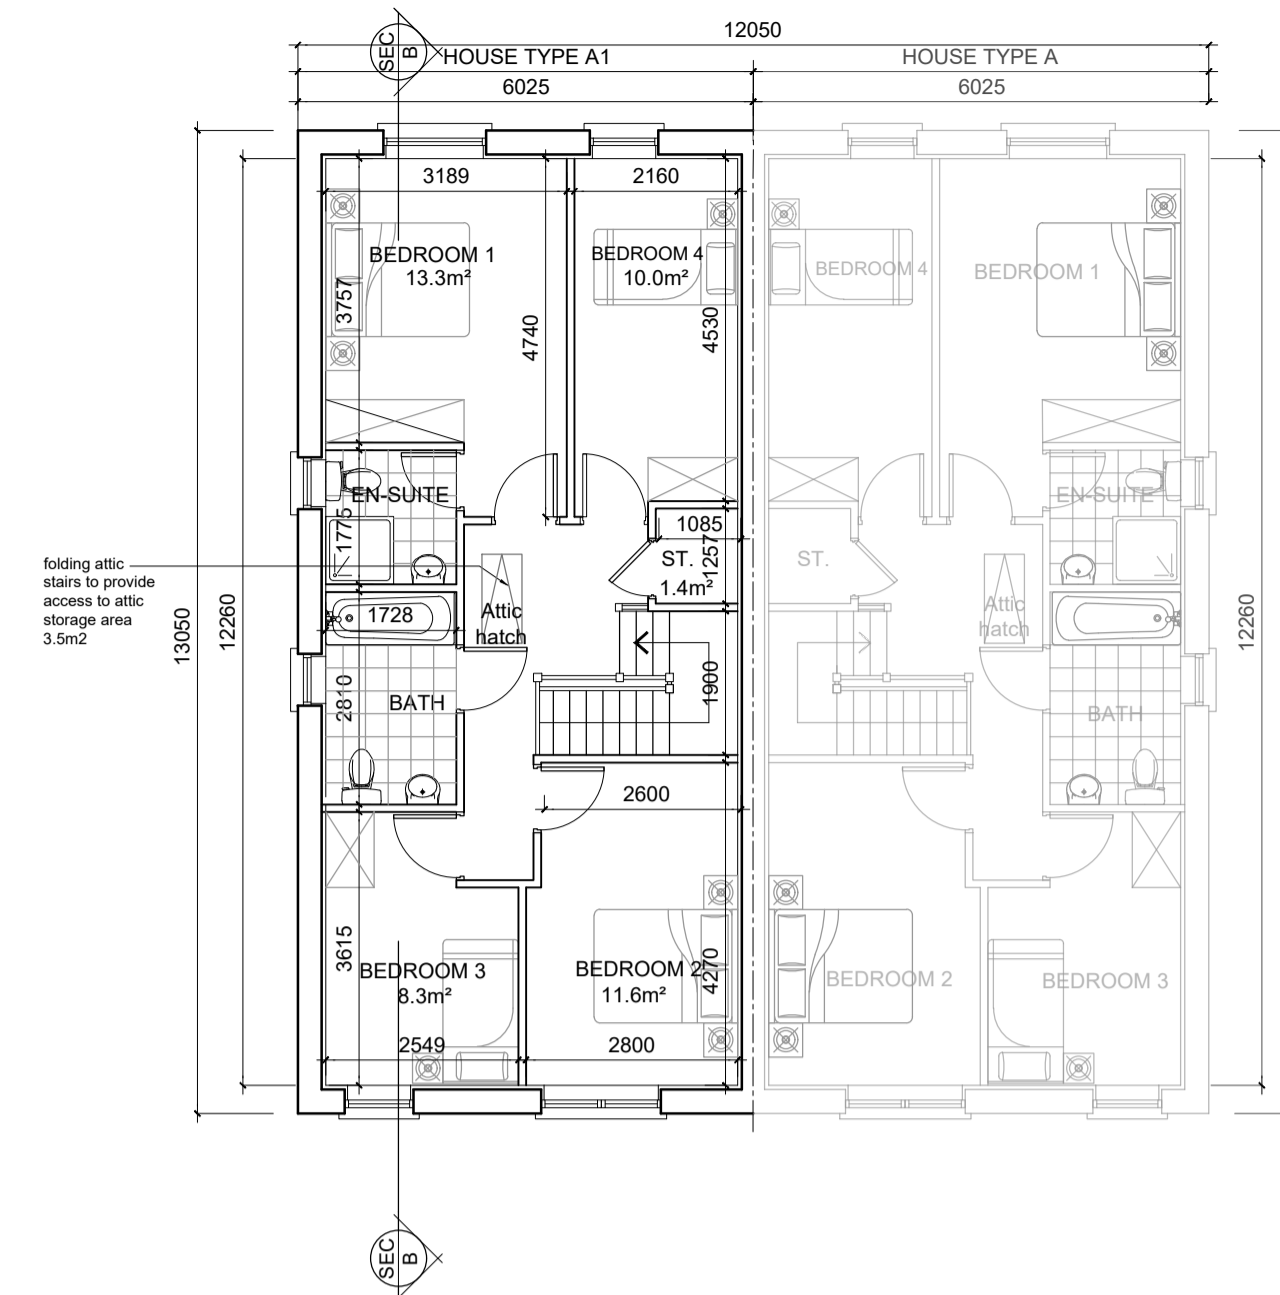 12050
SEC
B
HOUSE TYPE A1
HOUSE TYPE A
6025
6025
3189
2160
BEDROOM 1
13.3m²
BEDROOM 4
10.0m²
BEDROOM 4
BEDROOM 1
3757
4740
4530
EN-SUITE
1775
1085
ST.
1.4m²
1257
ST.
EN-SUITE
folding attic
stairs to provide
access to attic
storage area
3.5m2
13050
12260
1728
Attic
hatch
Attic
hatch
12260
2810
BATH
1900
BATH
2600
3615
BEDROOM 3
8.3m²
BEDROOM 2
11.6m²
4270
BEDROOM 2
BEDROOM 3
2549
2800
SEC
B